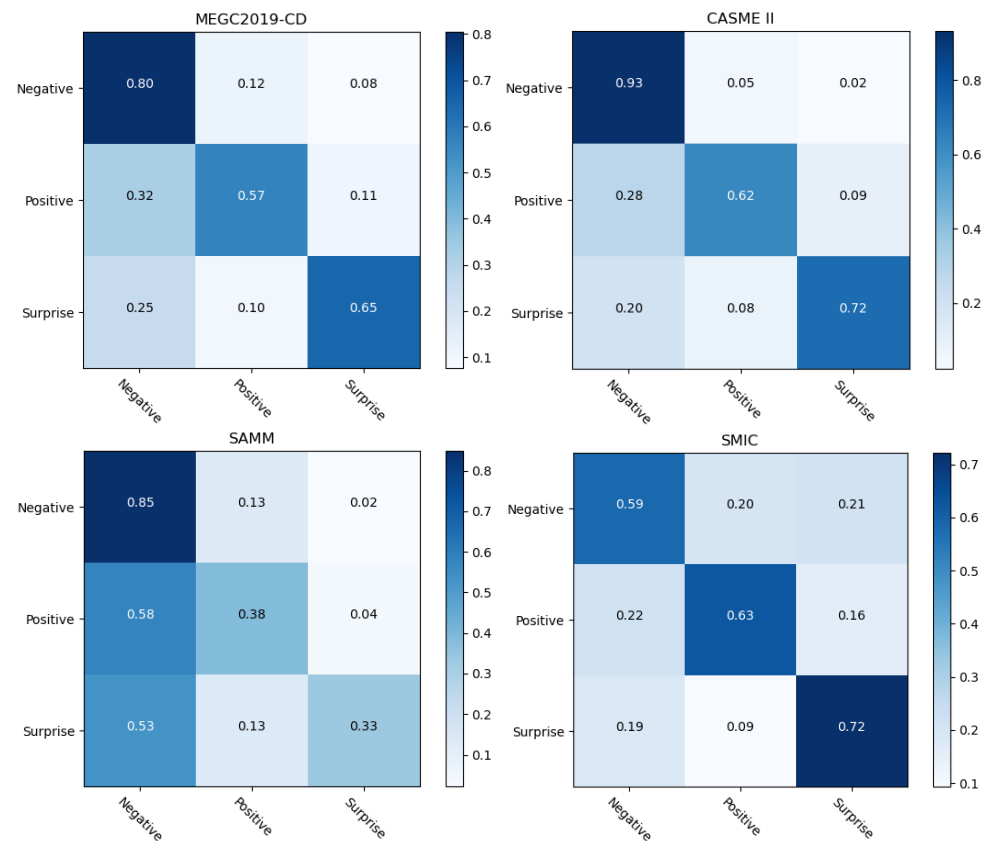 MEGC2019-CD
Negative 0.80 0.12 0.08
Positive 0.32 0.57 0.11
Surprise 0.25 0.10 0.65
Negative Positive Surprise
0.8
0.7
0.6
0.5
0.4
0.3
0.2
0.1
CASME II
Negative 0.93 0.05 0.02
Positive 0.28 0.62 0.09
Surprise 0.20 0.08 0.72
Negative Positive Surprise
0.8
0.6
0.4
0.2
SAMM
Negative 0.85 0.13 0.02
Positive 0.58 0.38 0.04
Surprise 0.53 0.13 0.33
Negative Positive Surprise
0.8
0.7
0.6
0.5
0.4
0.3
0.2
0.1
SMIC
Negative 0.59 0.20 0.21
Positive 0.22 0.63 0.16
Surprise 0.19 0.09 0.72
Negative Positive Surprise
0.7
0.6
0.5
0.4
0.3
0.2
0.1